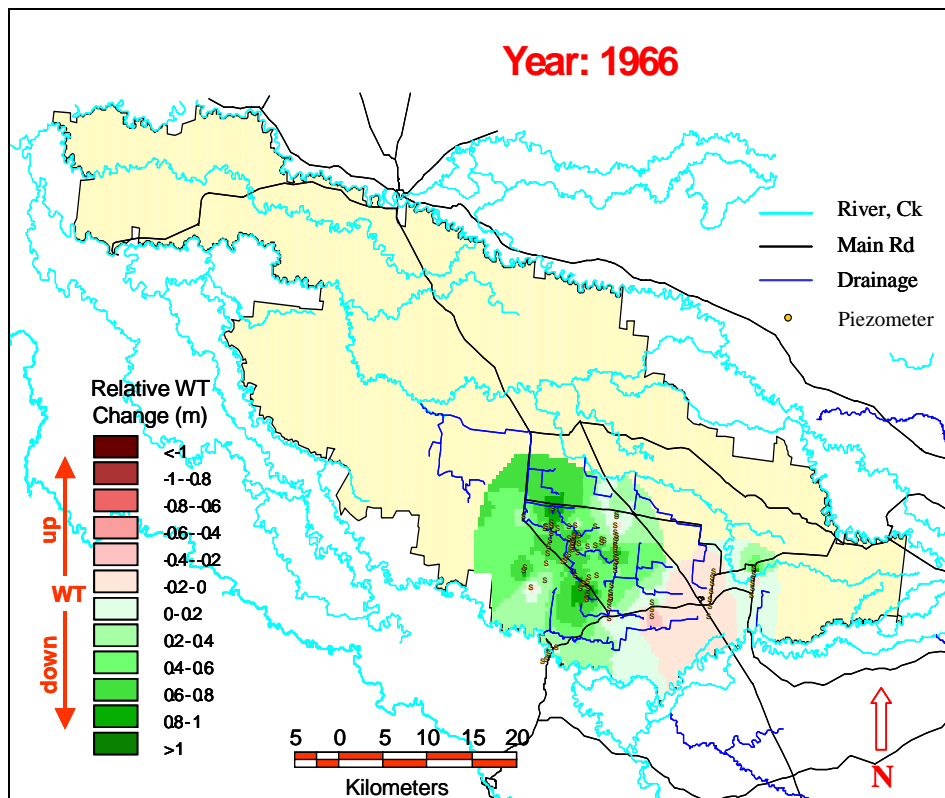 Year: 1966
River, Ck
Main Rd
Drainage
Piezometer
Relative WT
Change (m)
<-1
-1--0.8
-0.8--0.6
-0.6--0.4
-0.4--0.2
-0.2-0
0-0.2
0.2-0.4
0.4-0.6
0.6-0.8
0.8-1
>1
up
WT
down
5 0 5 10 15 20
Kilometers
N